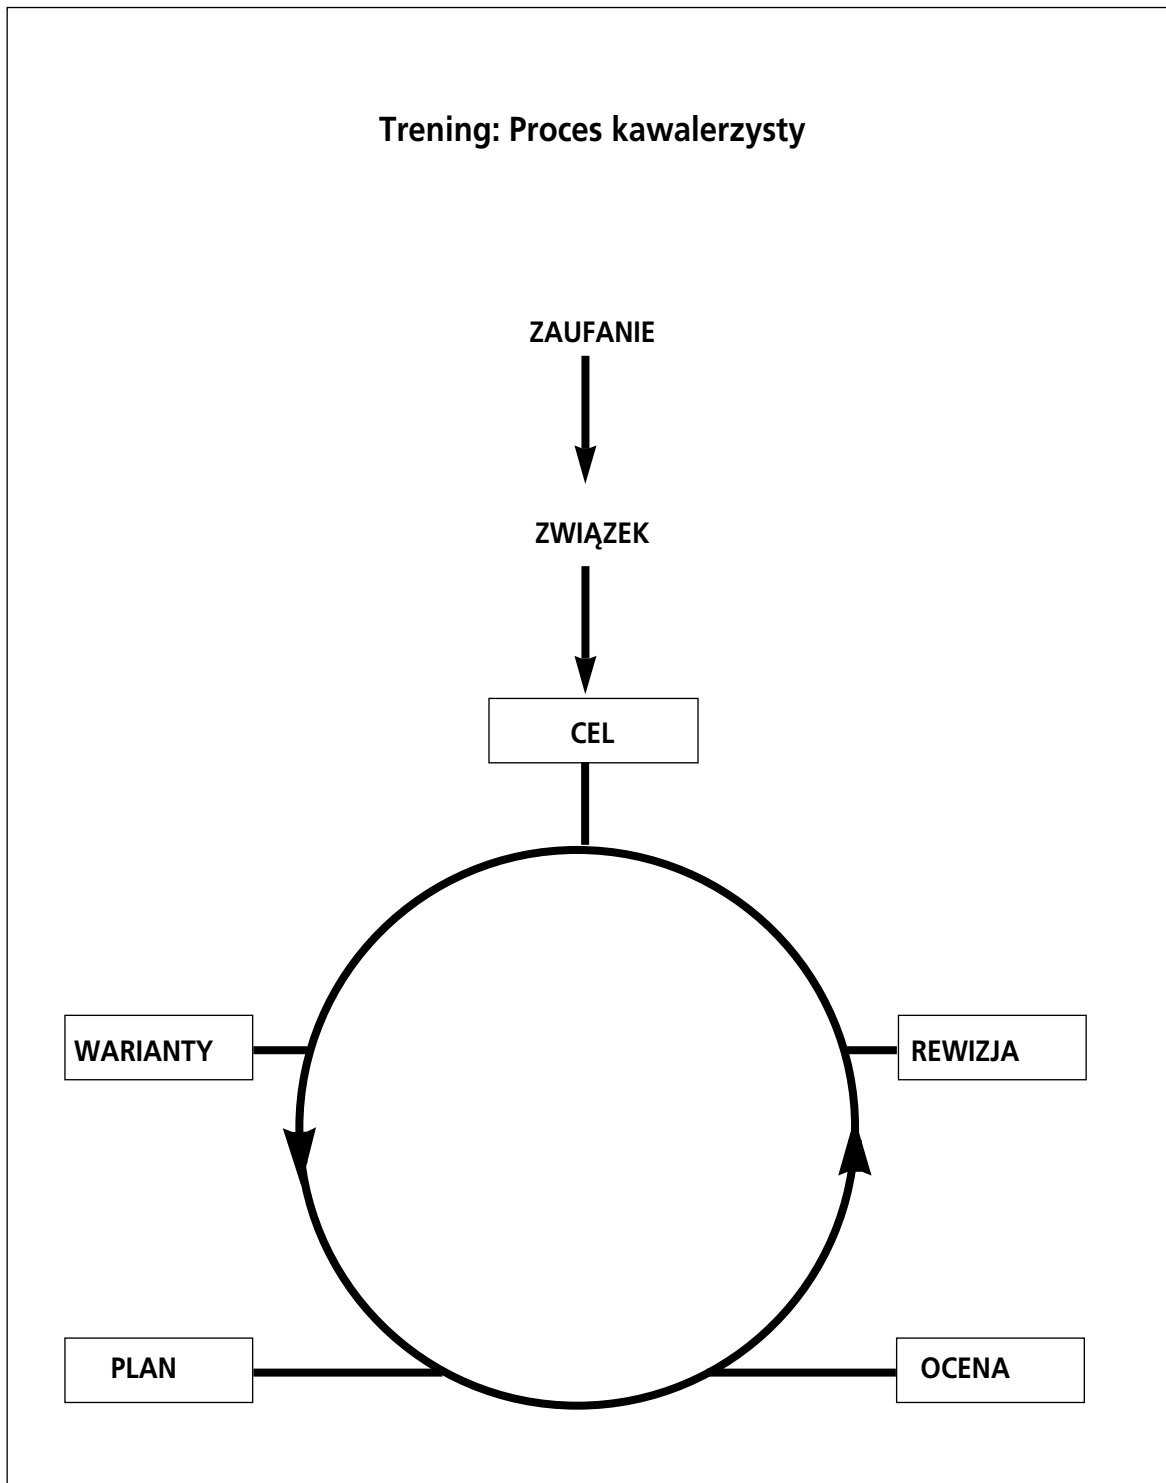 Trening: Proces kawalerzysty
ZAUFANIE
ZWIĄZEK
CEL
WARIANTY
REWIZJA
PLAN
OCENA